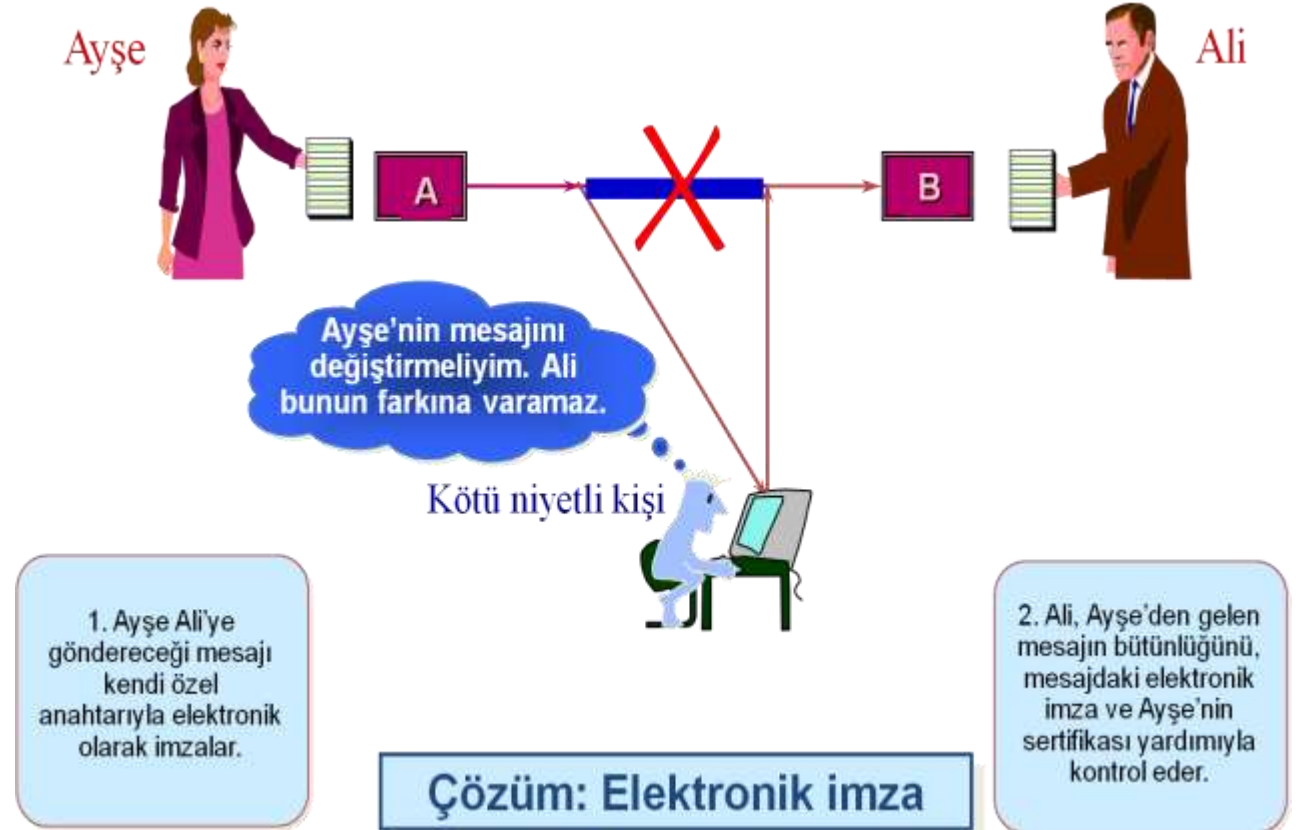 Ayşe
Ali
A
B
Ayşe'nin mesajını
değiştirmeliyim. Ali
bunun farkına varamaz.
Kötü niyetli kişi
1. Ayşe Ali'ye
göndereceği mesajı
kendi özel
anahtarıyla elektronik
olarak imzalar.
2. Ali, Ayşe'den gelen
mesajın bütünlüğünü,
mesajdaki elektronik
imza ve Ayşe'nin
sertifikası yardımıyla
kontrol eder.
Çözüm: Elektronik imza